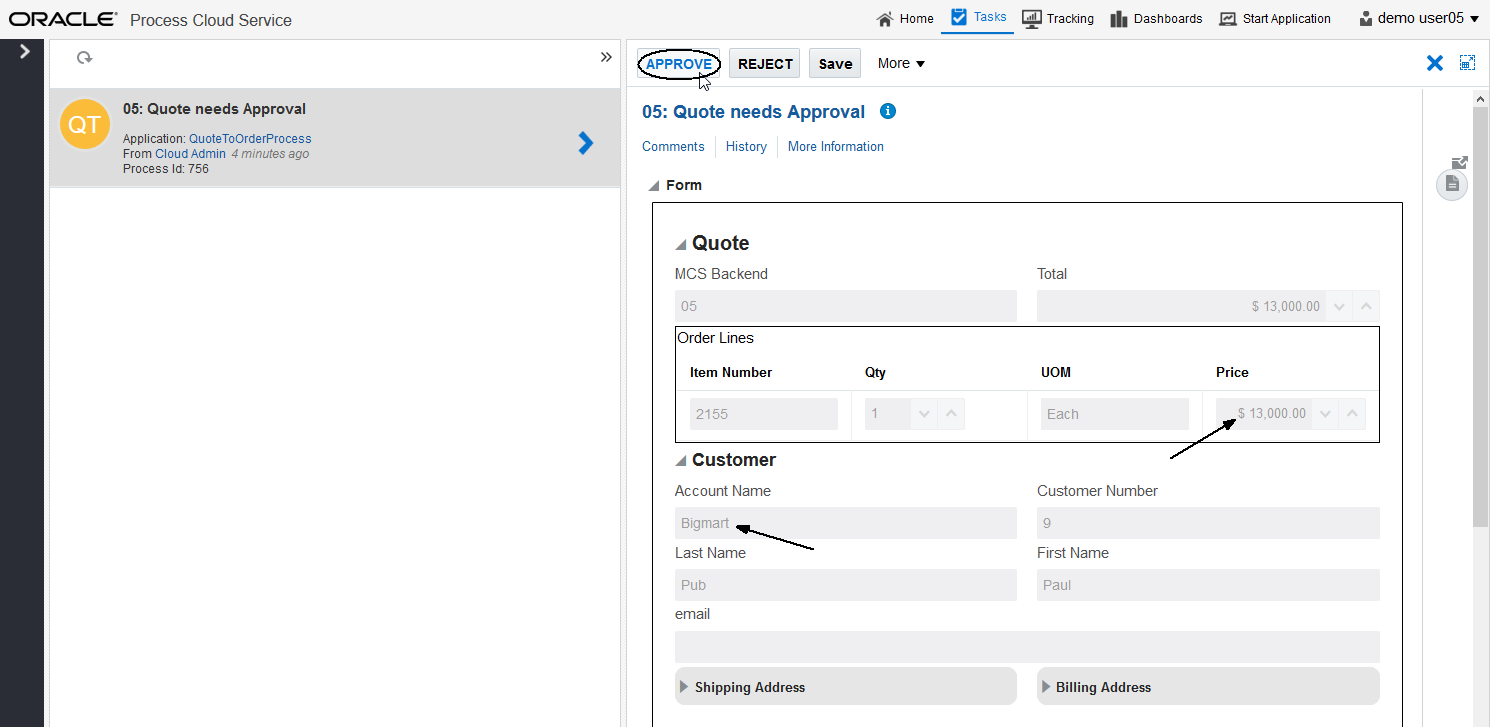 ORACLE® Process Cloud Service
Home Tasks Tracking Dashboards Start Application demo user05
APPROVE REJECT Save More
QT
05: Quote needs Approval
Application: QuoteToOrderProcess
From Cloud Admin 4 minutes ago
Process Id: 756
05: Quote needs Approval
Comments History More Information
Form
Quote
MCS Backend Total
05 $ 13,000.00
Order Lines
Item Number Qty UOM Price
2155 1 Each $ 13,000.00
Customer
Account Name Customer Number
Bigmart 9
Last Name First Name
Pub Paul
email
Shipping Address Billing Address